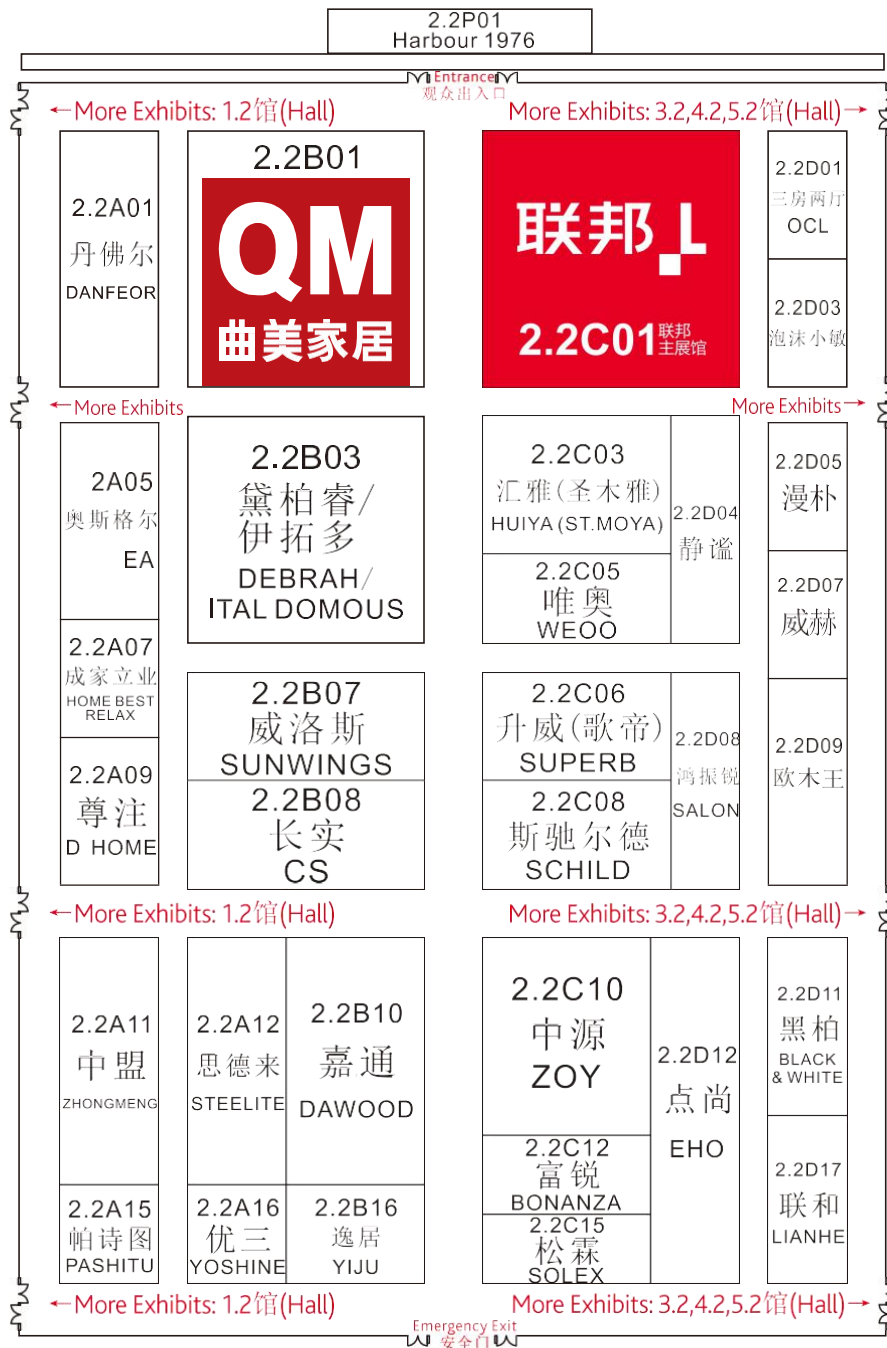 2.2P01
Harbour 1976
Entrance
观众出入口
←More Exhibits: 1.2馆(Hall)
More Exhibits: 3.2,4.2,5.2馆(Hall)→
2.2A01
丹佛尔
DANFEOR
2.2B01
QM
曲美家居
联邦
2.2C01联邦
主展馆
2.2D01
三房两厅
OCL
2.2D03
泡沫小敏
←More Exhibits
More Exhibits→
2A05
奥斯格尔
EA
2.2A07
成家立业
HOME BEST
RELAX
2.2A09
尊注
D HOME
2.2B03
黛柏睿/
伊拓多
DEBRAH/
ITAL DOMOUS
2.2B07
威洛斯
SUNWINGS
2.2B08
长实
CS
2.2C03
汇雅(圣木雅)
HUIYA(ST.MOYA)
2.2C05
唯奥
WEOO
2.2D04
静谧
2.2C06
升威(歌帝)
SUPERB
2.2C08
斯驰尔德
SCHILD
2.2D08
鸿振锐
SALON
2.2D05
漫朴
2.2D07
威赫
2.2D09
欧木王
←More Exhibits: 1.2馆(Hall)
More Exhibits: 3.2,4.2,5.2馆(Hall)→
2.2A11
中盟
ZHONGMENG
2.2A15
帕诗图
PASHITU
2.2A12
思德来
STEELITE
2.2A16
优三
YOSHINE
2.2B10
嘉通
DAWOOD
2.2B16
逸居
YIJU
2.2C10
中源
ZOY
2.2C12
富锐
BONANZA
2.2C15
松霖
SOLEX
2.2D12
点尚
EHO
2.2D11
黑柏
BLACK
& WHITE
2.2D17
联和
LIANHE
←More Exhibits: 1.2馆(Hall)
More Exhibits: 3.2,4.2,5.2馆(Hall)→
Emergency Exit
安全门